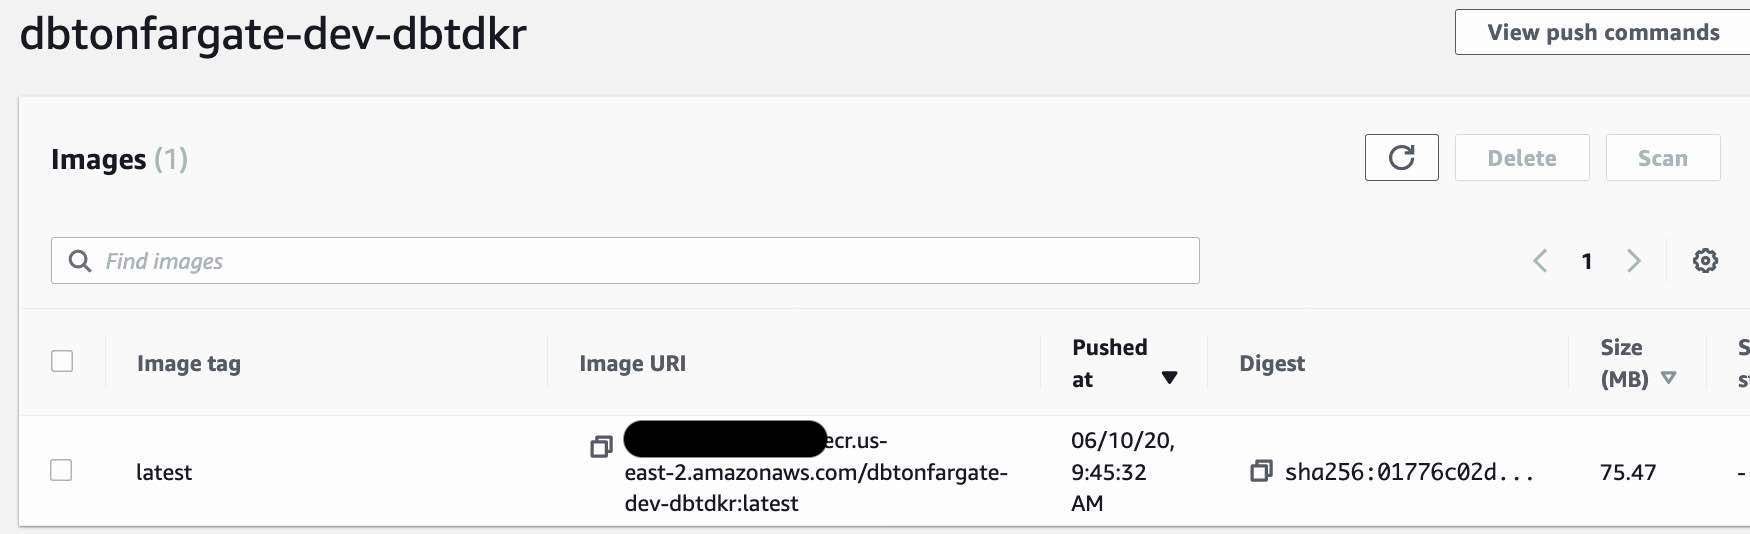 dbtonfargate-dev-dbtdkr
View push commands
Images (1)
Delete
Scan
Find images
1
Image tag
Image URI
Pushed at
Digest
Size (MB)
latest
ecr.us-
east-2.amazonaws.com/dbtonfargate-
dev-dbtdkr:latest
06/10/20,
9:45:32
AM
sha256:01776c02d...
75.47
-